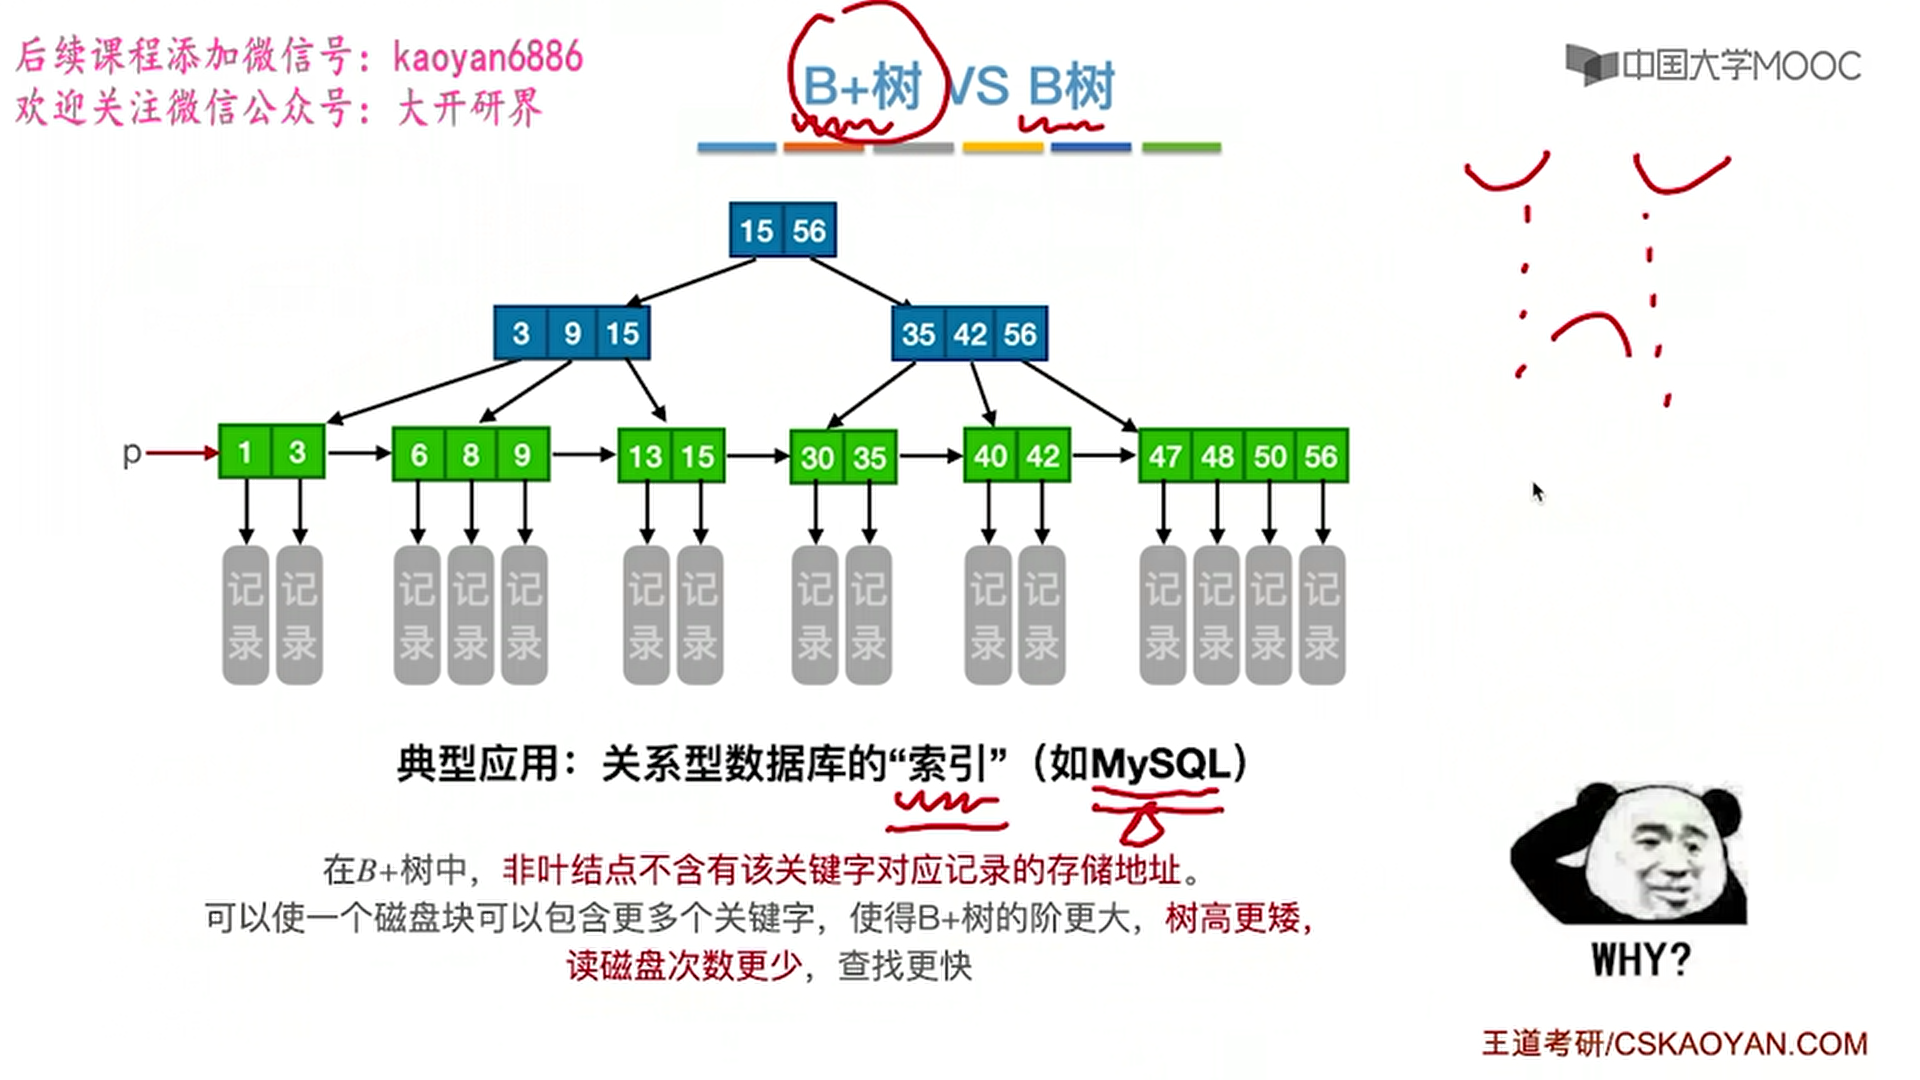 后续课程添加微信号：kaoyan6886
欢迎关注微信公众号：大开研界
中国大学MOOC
B+树 VS B树
15 56
3 9 15
35 42 56
p
1 3
6 8 9
13 15
30 35
40 42
47 48 50 56
记录 记录 记录 记录 记录 记录 记录 记录 记录 记录 记录 记录 记录 记录 记录
典型应用：关系型数据库的“索引”（如MySQL）
在B+树中，非叶结点不含有该关键字对应记录的存储地址。
可以使一个磁盘块可以包含更多个关键字，使得B+树的阶更大，树高更矮，
读磁盘次数更少，查找更快
WHY?
王道考研/CSKAOYAN.COM